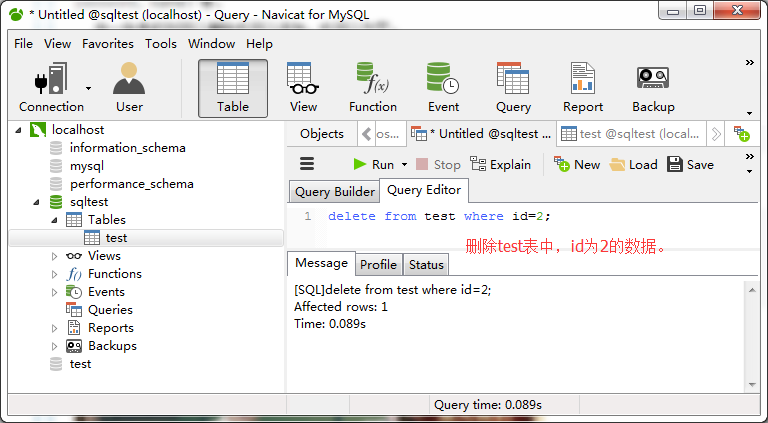 * Untitled @sqltest (localhost) - Query - Navicat for MySQL
File View Favorites Tools Window Help
Connection User Table View Function Event Query Report Backup
localhost
information_schema
mysql
performance_schema
sqltest
Tables
test
Views
Functions
Events
Queries
Reports
Backups
test
Objects os... * Untitled @sqltest ... test @sqltest (local...
Run Stop Explain New Load Save
Query Builder Query Editor
1 delete from test where id=2;
删除test表中，id为2的数据。
Message Profile Status
[SQL]delete from test where id=2;
Affected rows: 1
Time: 0.089s
Query time: 0.089s